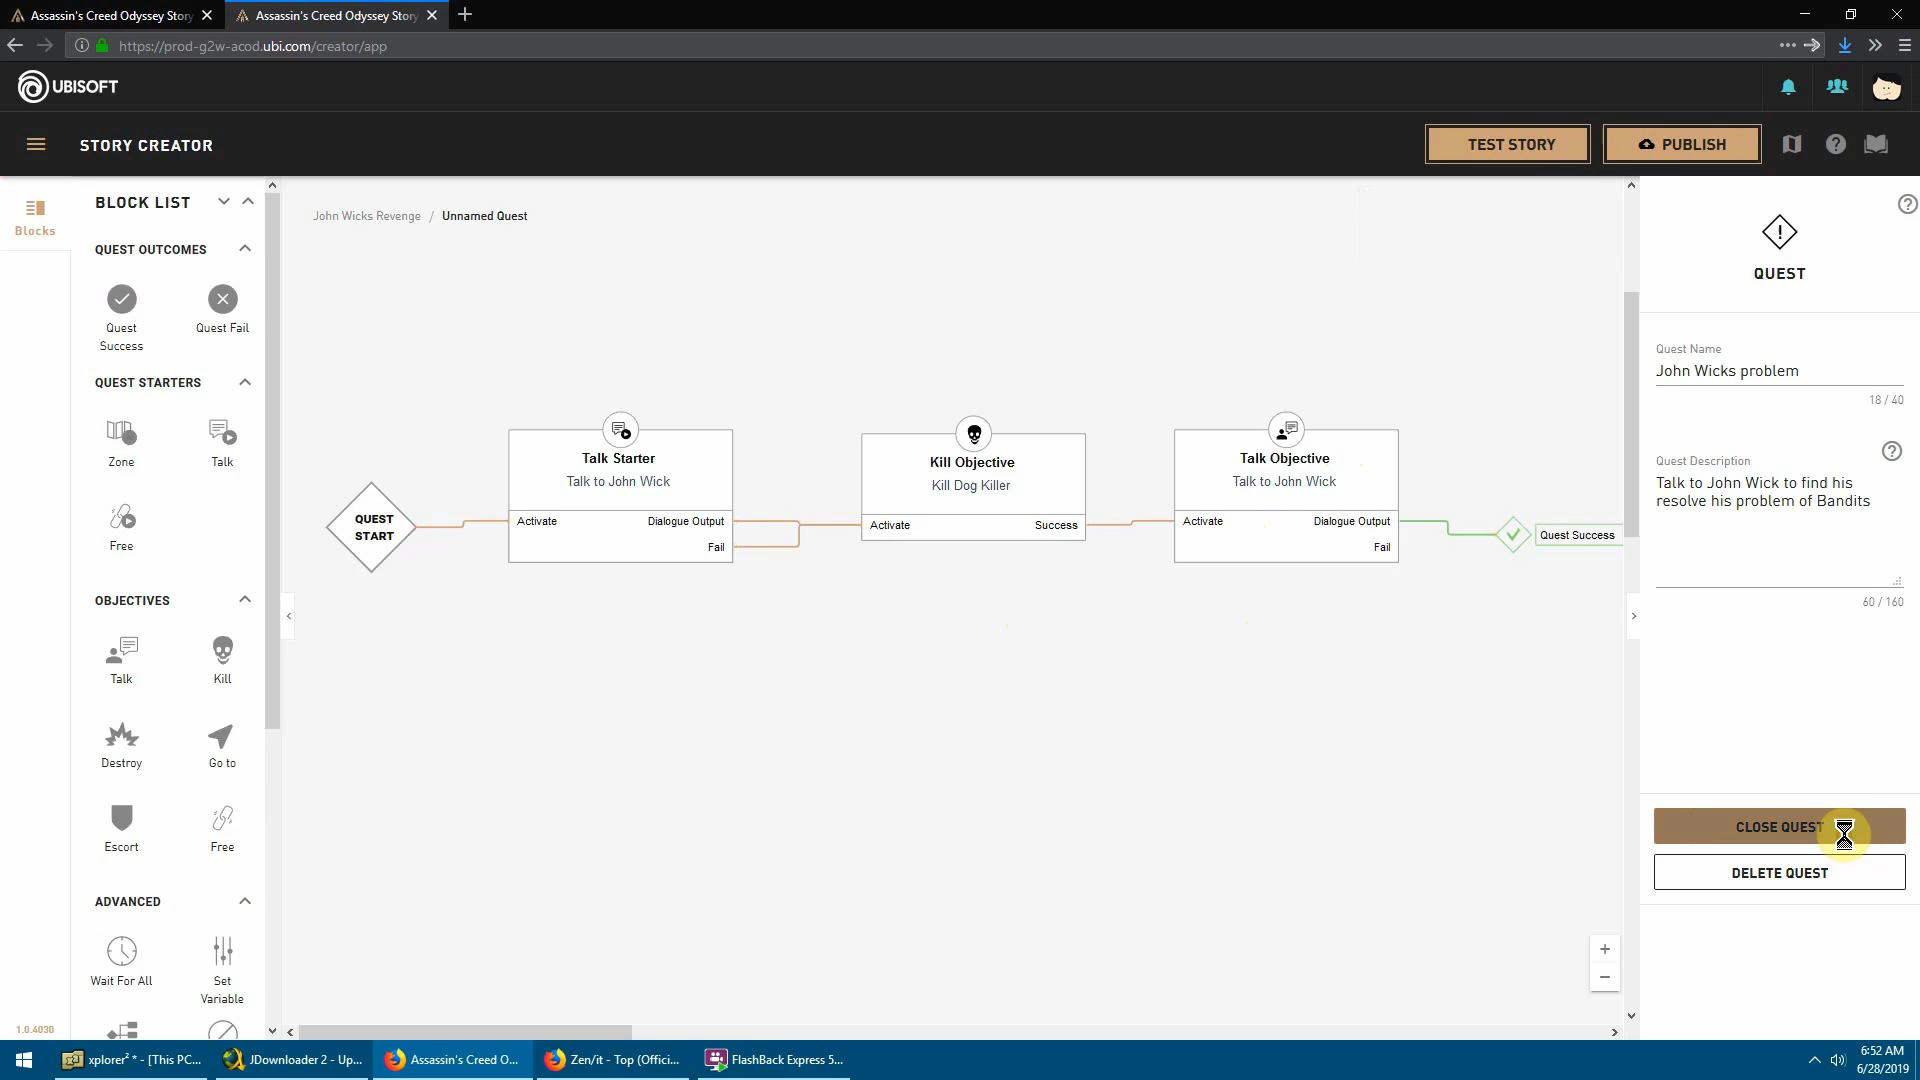 Assassin's Creed Odyssey Story
Assassin's Creed Odyssey Story
https://prod-g2w-acod.ubi.com/creator/app
UBISOFT
STORY CREATOR
TEST STORY
PUBLISH
Blocks
BLOCK LIST
QUEST OUTCOMES
Quest Success
Quest Fail
QUEST STARTERS
Zone
Talk
Free
OBJECTIVES
Talk
Kill
Destroy
Go to
Escort
Free
ADVANCED
Wait For All
Set Variable
1.0.4030
John Wicks Revenge / Unnamed Quest
QUEST START
Talk Starter
Talk to John Wick
Activate
Dialogue Output
Fail
Kill Objective
Kill Dog Killer
Activate
Success
Talk Objective
Talk to John Wick
Activate
Dialogue Output
Fail
Quest Success
QUEST
Quest Name
John Wicks problem
18 / 40
Quest Description
Talk to John Wick to find his
resolve his problem of Bandits
60 / 160
CLOSE QUEST
DELETE QUEST
xplorer² * - [This PC...
JDownloader 2 - Up...
Assassin's Creed O...
Zen/it - Top (Offici...
FlashBack Express 5...
6:52 AM
6/28/2019